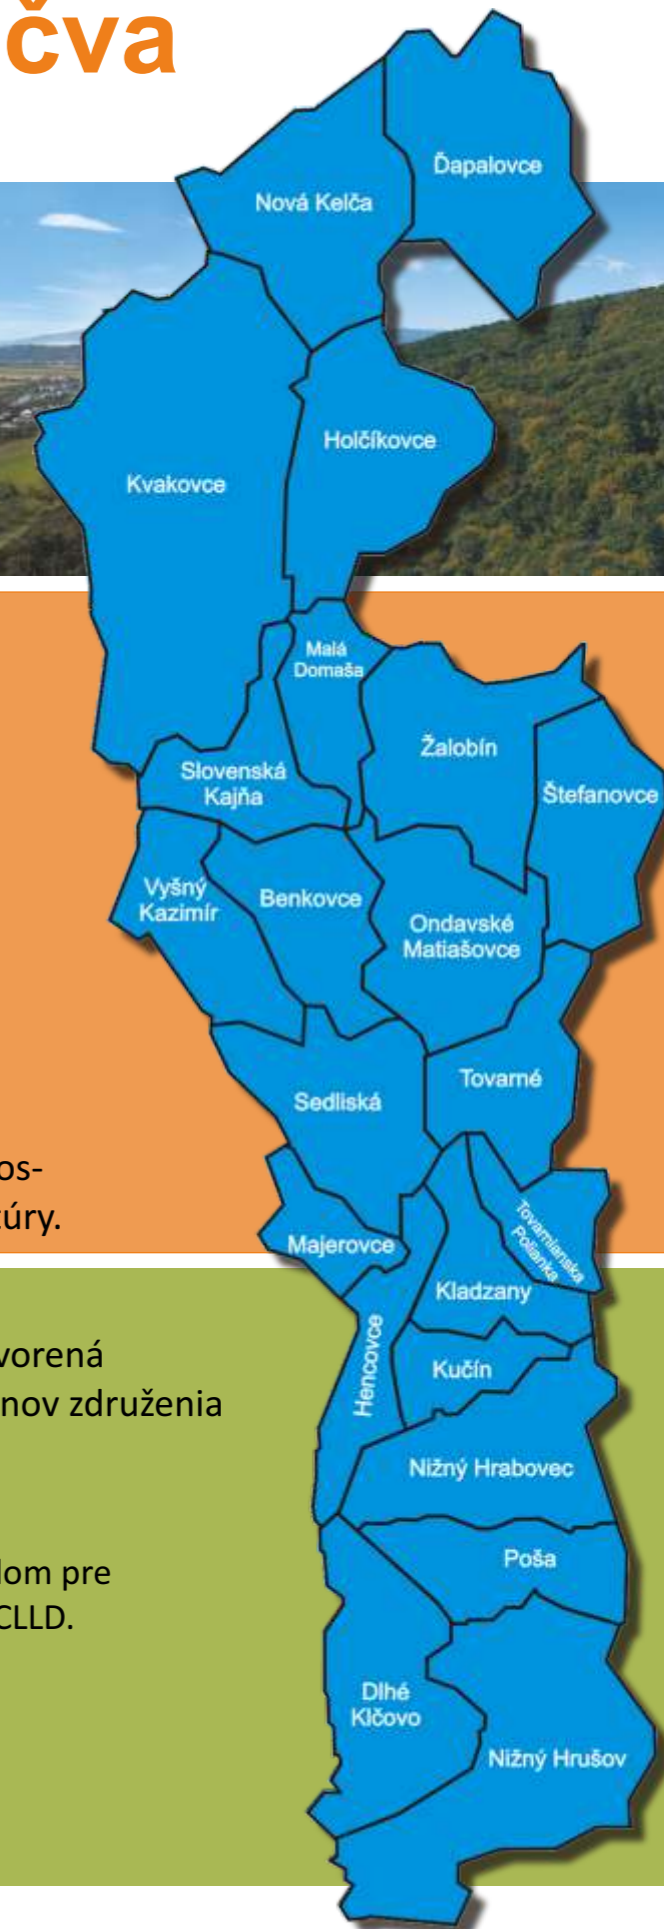 čva
Ďapalovce
Nová Kelča
Holčíkovce
Kvakovce
Malá
Domaša
Žalobín
Slovenská
Kajňa
Štefanovce
Vyšný
Kazimír
Benkovce
Ondavské
Matiašovce
Tovarné
Sedliská
os-
túry.
Tovarnianska
Polianka
Majerovce
Kladzany
vorená
Hencovce
Kučín
nov združenia
Nižný Hrabovec
Poša
lom pre
CLLD.
Dlhé
Klčovo
Nižný Hrušov